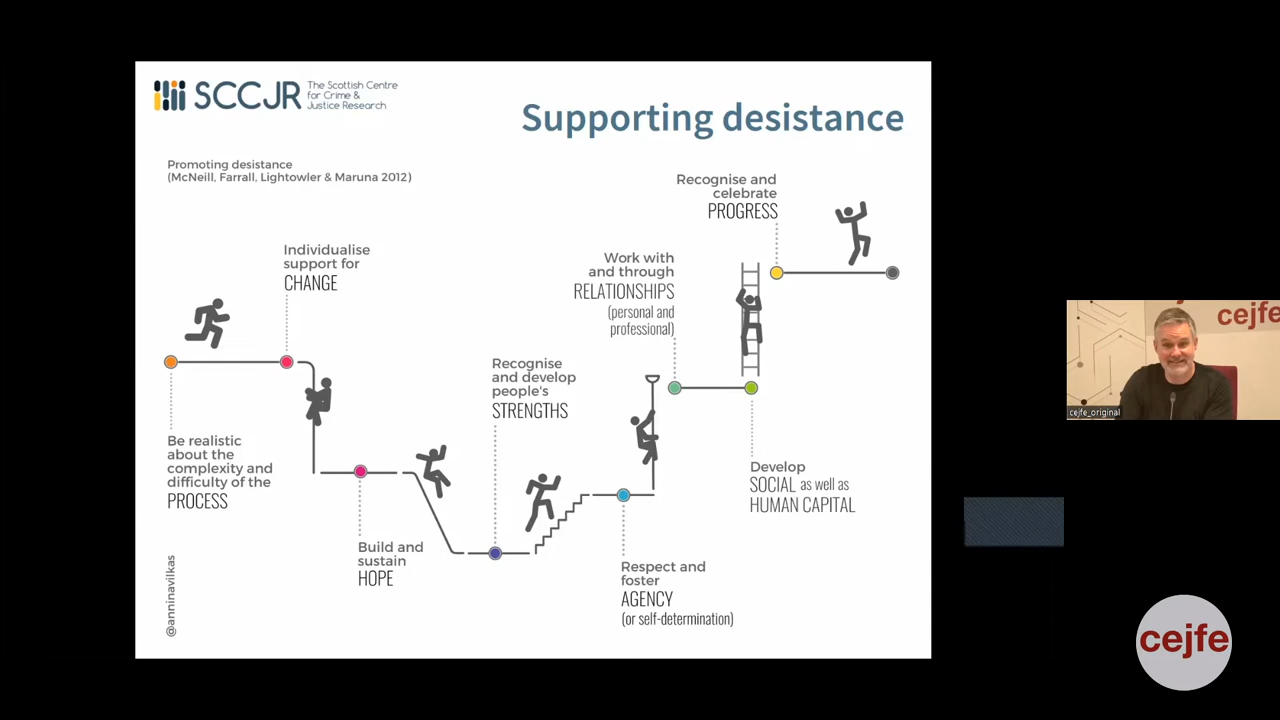 SCCJR
The Scottish Centre
for Crime &
Justice Research
Supporting desistance
Promoting desistance
(McNeill, Farrall, Lightowler & Maruna 2012)
Recognise and
celebrate
PROGRESS
Individualise
support for
CHANGE
Work with
and through
RELATIONSHIPS
(personal and
professional)
Recognise
and develop
people's
STRENGTHS
Be realistic
about the
complexity and
difficulty of the
PROCESS
Develop
SOCIAL as well as
HUMAN CAPITAL
Build and
sustain
HOPE
Respect and
foster
AGENCY
(or self-determination)
@anninavilkas
cejfe
cejfe_original
cejfe